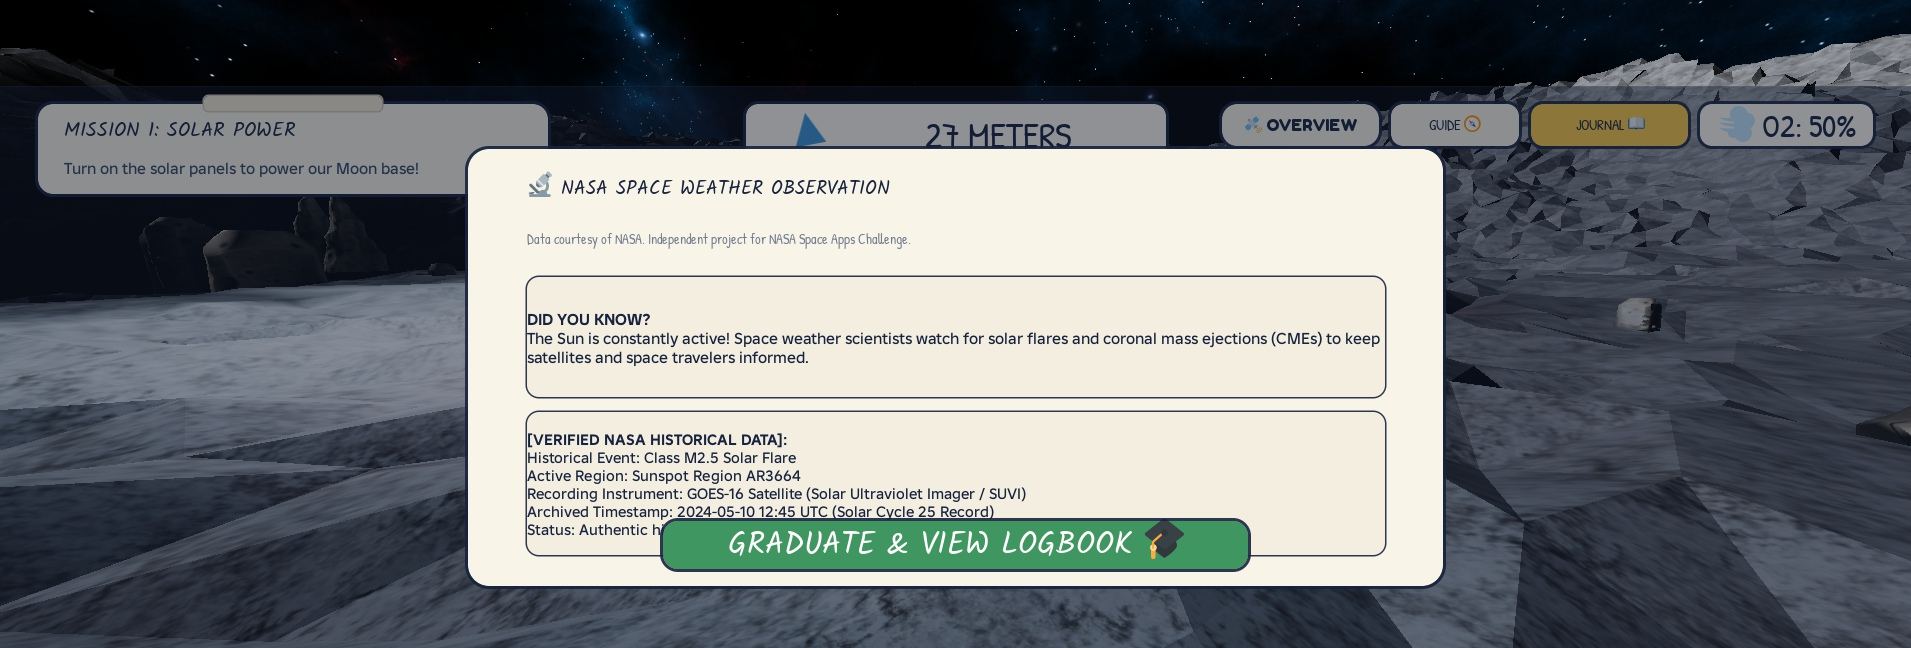 MISSION 1: SOLAR POWER
Turn on the solar panels to power our Moon base!
27 METERS
OVERVIEW
GUIDE
JOURNAL
O2: 50%
NASA SPACE WEATHER OBSERVATION
Data courtesy of NASA. Independent project for NASA Space Apps Challenge.
DID YOU KNOW?
The Sun is constantly active! Space weather scientists watch for solar flares and coronal mass ejections (CMEs) to keep
satellites and space travelers informed.
[VERIFIED NASA HISTORICAL DATA]:
Historical Event: Class M2.5 Solar Flare
Active Region: Sunspot Region AR3664
Recording Instrument: GOES-16 Satellite (Solar Ultraviolet Imager / SUVI)
Archived Timestamp: 2024-05-10 12:45 UTC (Solar Cycle 25 Record)
Status: Authentic
GRADUATE & VIEW LOGBOOK